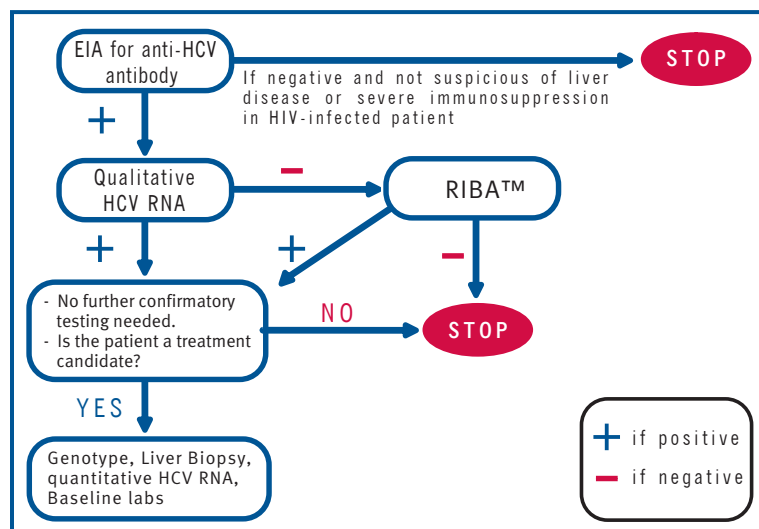 EIA for anti-HCV
antibody
STOP
If negative and not suspicious of liver
disease or severe immunosuppression
in HIV-infected patient
+
Qualitative
HCV RNA
−
RIBA™
+
+
−
- No further confirmatory
testing needed.
- Is the patient a treatment
candidate?
NO
STOP
YES
Genotype, Liver Biopsy,
quantitative HCV RNA,
Baseline labs
+ if positive
− if negative